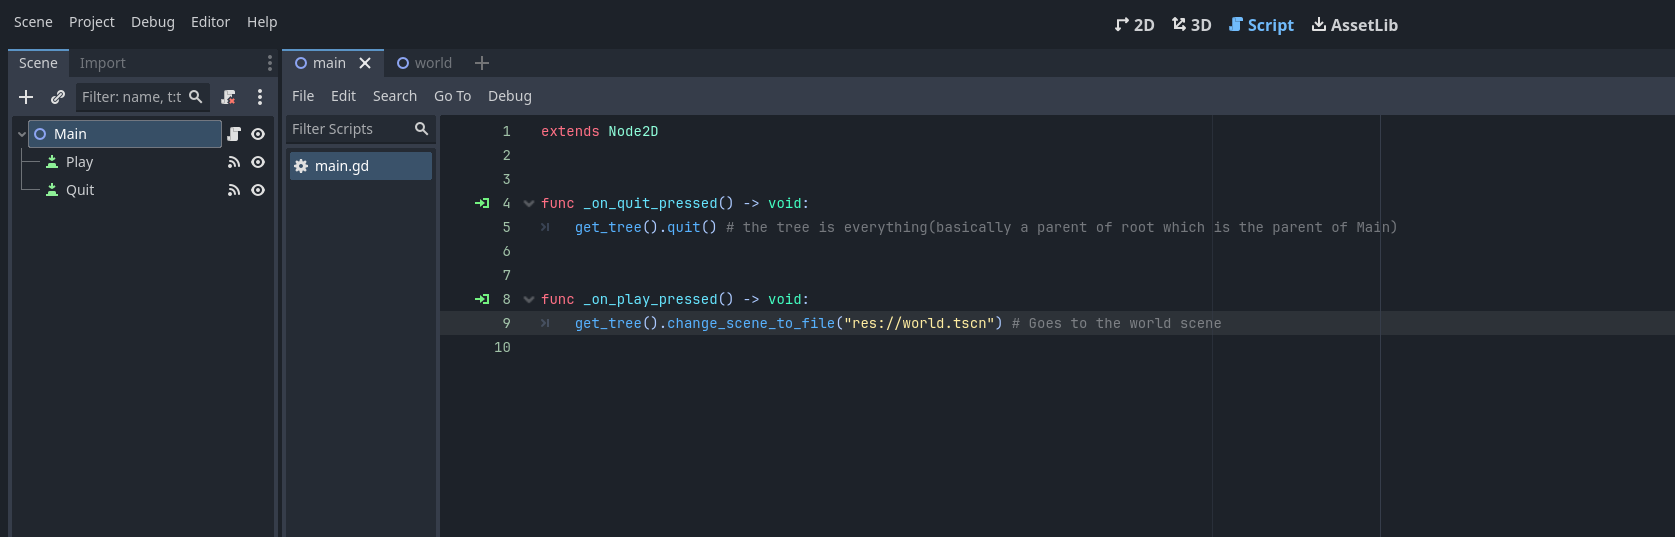 Scene Project Debug Editor Help
2D 3D Script AssetLib
Scene Import
main world
Filter: name, t:t
File Edit Search Go To Debug
Filter Scripts
Main
Play
Quit
main.gd
1 extends Node2D
2
3
4 func _on_quit_pressed() -> void:
5 get_tree().quit() # the tree is everything(basically a parent of root which is the parent of Main)
6
7
8 func _on_play_pressed() -> void:
9 get_tree().change_scene_to_file("res://world.tscn") # Goes to the world scene
10